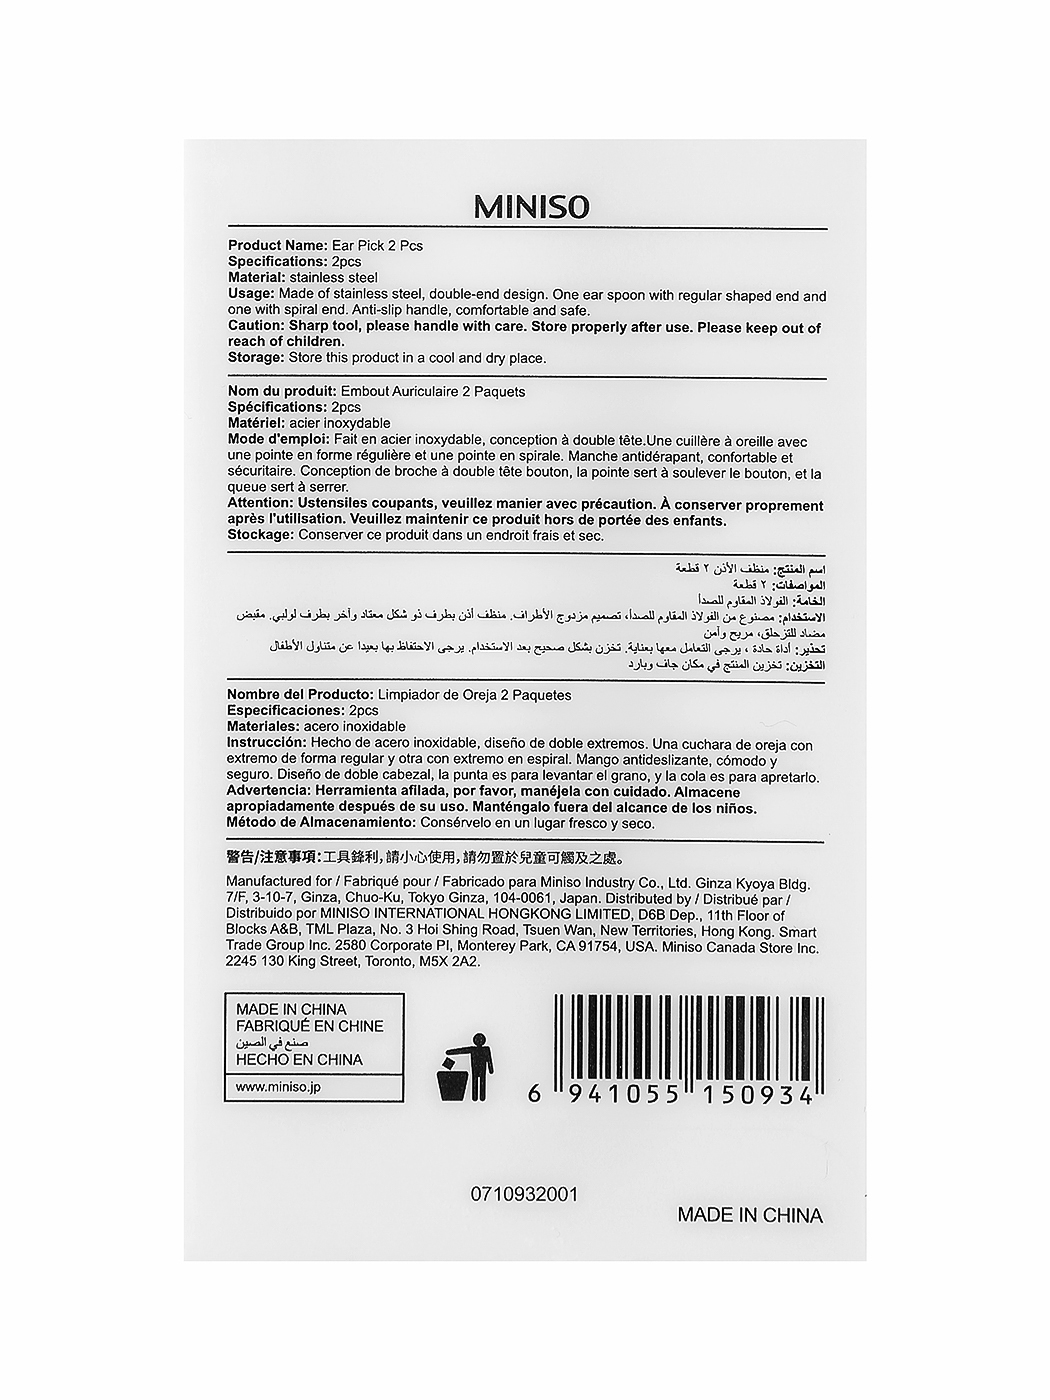 MINISO
Product Name: Ear Pick 2 Pcs
Specifications: 2pcs
Material: stainless steel
Usage: Made of stainless steel, double-end design. One ear spoon with regular shaped end and
one with spiral end. Anti-slip handle, comfortable and safe.
Caution: Sharp tool, please handle with care. Store properly after use. Please keep out of
reach of children.
Storage: Store this product in a cool and dry place.
Nom du produit: Embout Auriculaire 2 Paquets
Spécifications: 2pcs
Matériel: acier inoxydable
Mode d'emploi: Fait en acier inoxydable, conception à double tête.Une cuillère à oreille avec
une pointe en forme régulière et une pointe en spirale. Manche antidérapant, confortable et
sécuritaire. Conception de broche à double tête bouton, la pointe sert à soulever le bouton, et la
queue sert à serrer.
Attention: Ustensiles coupants, veuillez manier avec précaution. À conserver proprement
après l'utilisation. Veuillez maintenir ce produit hors de portée des enfants.
Stockage: Conserver ce produit dans un endroit frais et sec.
اسم المنتج: منظف الأذن ٢ قطعة
المواصفات: ٢ قطعة
الخامة: الفولاذ المقاوم للصدأ
الاستخدام: مصنوع من الفولاذ المقاوم للصدأ، تصميم مزدوج الأطراف. منظف أذن بطرف ذو شكل معتاد وأخر بطرف لولبي. مقبض
مضاد للتزحلق، مريح وآمن
تحذير: أداة حادة ، يرجى التعامل معها بعناية. تخزن بشكل صحيح بعد الاستخدام. يرجى الاحتفاظ بها بعيدا عن متناول الأطفال
التخزين: تخزين المنتج في مكان جاف وبارد
Nombre del Producto: Limpiador de Oreja 2 Paquetes
Especificaciones: 2pcs
Materiales: acero inoxidable
Instrucción: Hecho de acero inoxidable, diseño de doble extremos. Una cuchara de oreja con
extremo de forma regular y otra con extremo en espiral. Mango antideslizante, cómodo y
seguro. Diseño de doble cabezal, la punta es para levantar el grano, y la cola es para apretarlo.
Advertencia: Herramienta afilada, por favor, manéjela con cuidado. Almacene
apropiadamente después de su uso. Manténgalo fuera del alcance de los niños.
Método de Almacenamiento: Consérvelo en un lugar fresco y seco.
警告/注意事項:工具鋒利,請小心使用,請勿置於兒童可觸及之處。
Manufactured for / Fabriqué pour / Fabricado para Miniso Industry Co., Ltd. Ginza Kyoya Bldg.
7/F, 3-10-7, Ginza, Chuo-Ku, Tokyo Ginza, 104-0061, Japan. Distributed by / Distribué par /
Distribuido por MINISO INTERNATIONAL HONGKONG LIMITED, D6B Dep., 11th Floor of
Blocks A&B, TML Plaza, No. 3 Hoi Shing Road, Tsuen Wan, New Territories, Hong Kong. Smart
Trade Group Inc. 2580 Corporate Pl, Monterey Park, CA 91754, USA. Miniso Canada Store Inc.
2245 130 King Street, Toronto, M5X 2A2.
MADE IN CHINA
FABRIQUÉ EN CHINE
صنع في الصين
HECHO EN CHINA
www.miniso.jp
6 941055 150934
0710932001
MADE IN CHINA